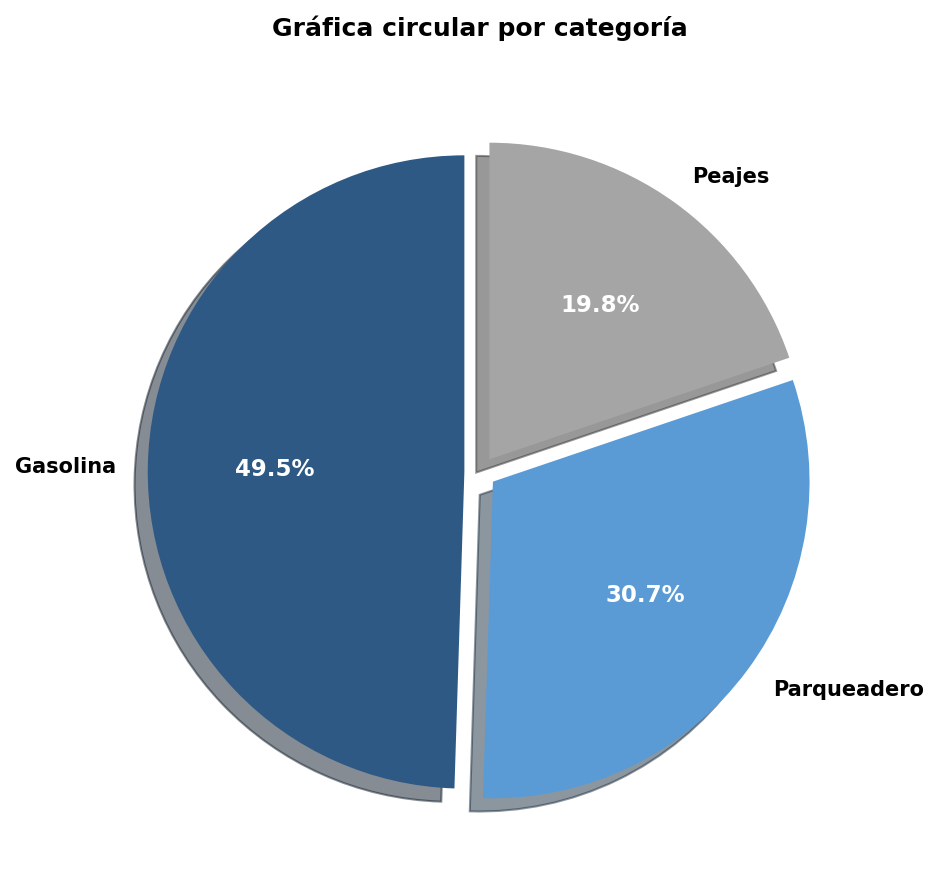 Gráfica circular por categoría
Peajes
19.8%
Gasolina
49.5%
30.7%
Parqueadero